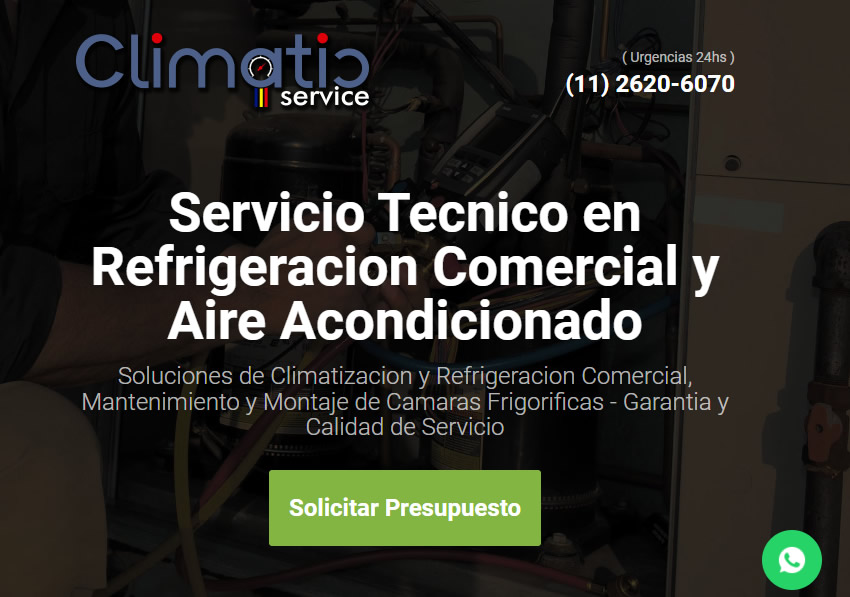 Climatic
service
( Urgencias 24hs )
(11) 2620-6070
Servicio Tecnico en
Refrigeracion Comercial y
Aire Acondicionado
Soluciones de Climatizacion y Refrigeracion Comercial,
Mantenimiento y Montaje de Camaras Frigorificas - Garantia y
Calidad de Servicio
Solicitar Presupuesto